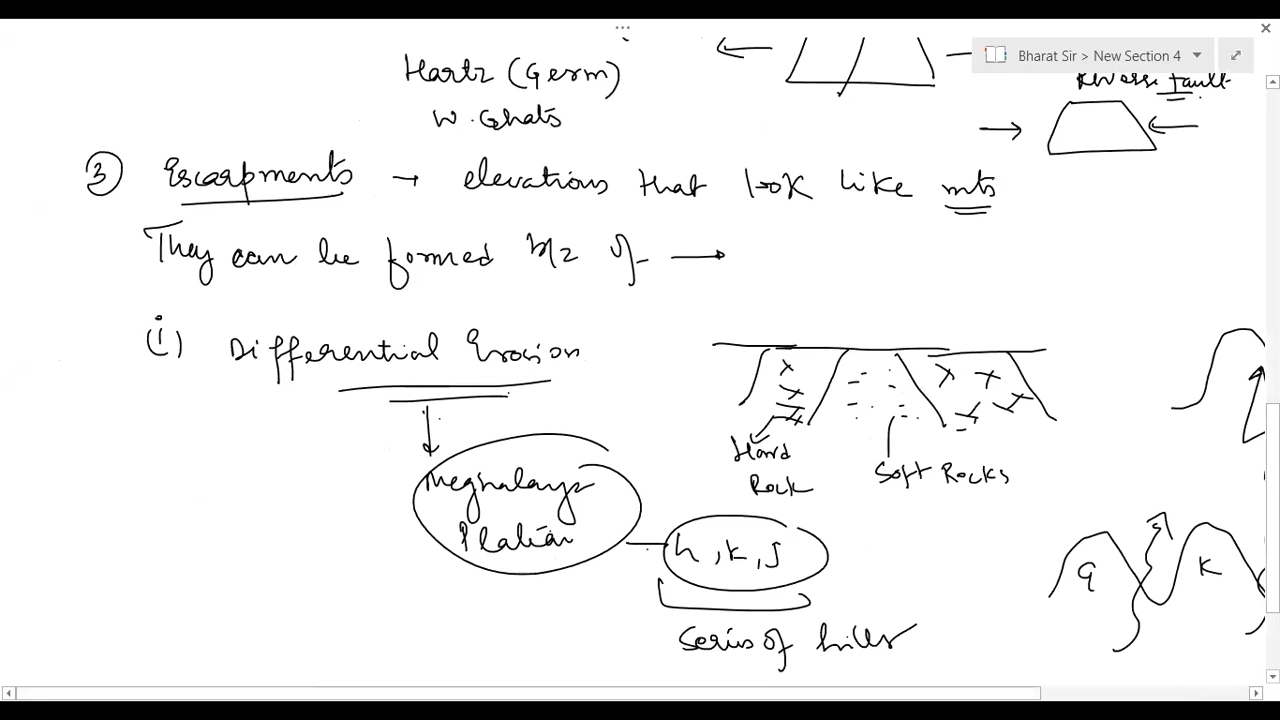 Bharat Sir > New Section 4
Hartz (Germ)
W. Ghats
Reverse fault
③ Escarpments → elevations that look like mts
They can be formed b/z of →
(i) Differential Erosion
Hard
Rock
Soft Rocks
Meghalaya
Plateau
h, k, J
Series of hills
G
K